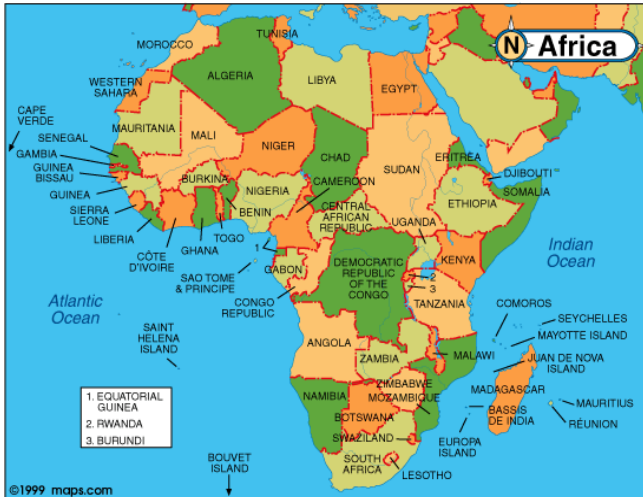 N Africa
MOROCCO
TUNISIA
ALGERIA
LIBYA
EGYPT
WESTERN
SAHARA
CAPE
VERDE
MAURITANIA
MALI
NIGER
CHAD
SUDAN
ERITREA
DJIBOUTI
SOMALIA
SENEGAL
GAMBIA
GUINEA
BISSAU
GUINEA
SIERRA
LEONE
LIBERIA
CÔTE
D'IVOIRE
GHANA
TOGO
BENIN
BURKINA
NIGERIA
CAMEROON
CENTRAL
AFRICAN
REPUBLIC
ETHIOPIA
UGANDA
KENYA
1
SAO TOME
& PRINCIPE
GABON
CONGO
REPUBLIC
DEMOCRATIC
REPUBLIC
OF THE
CONGO
2
3
TANZANIA
Indian
Ocean
Atlantic
Ocean
SAINT
HELENA
ISLAND
COMOROS
SEYCHELLES
MAYOTTE ISLAND
JUAN DE NOVA
ISLAND
ANGOLA
ZAMBIA
MALAWI
ZIMBABWE
MOZAMBIQUE
MADAGASCAR
MAURITIUS
RÉUNION
BASSIS
DE INDIA
EUROPA
ISLAND
NAMIBIA
BOTSWANA
SWAZILAND
SOUTH
AFRICA
LESOTHO
BOUVET
ISLAND
1. EQUATORIAL
GUINEA
2. RWANDA
3. BURUNDI
©1999 maps.com